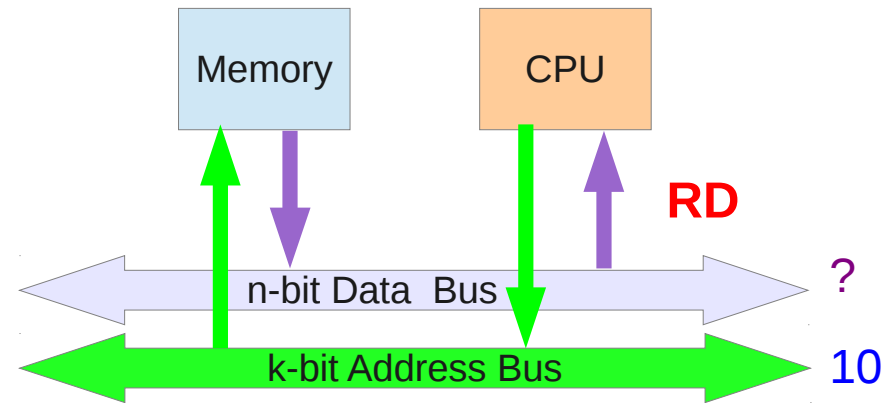 Memory
CPU
RD
n-bit Data Bus
?
k-bit Address Bus
10